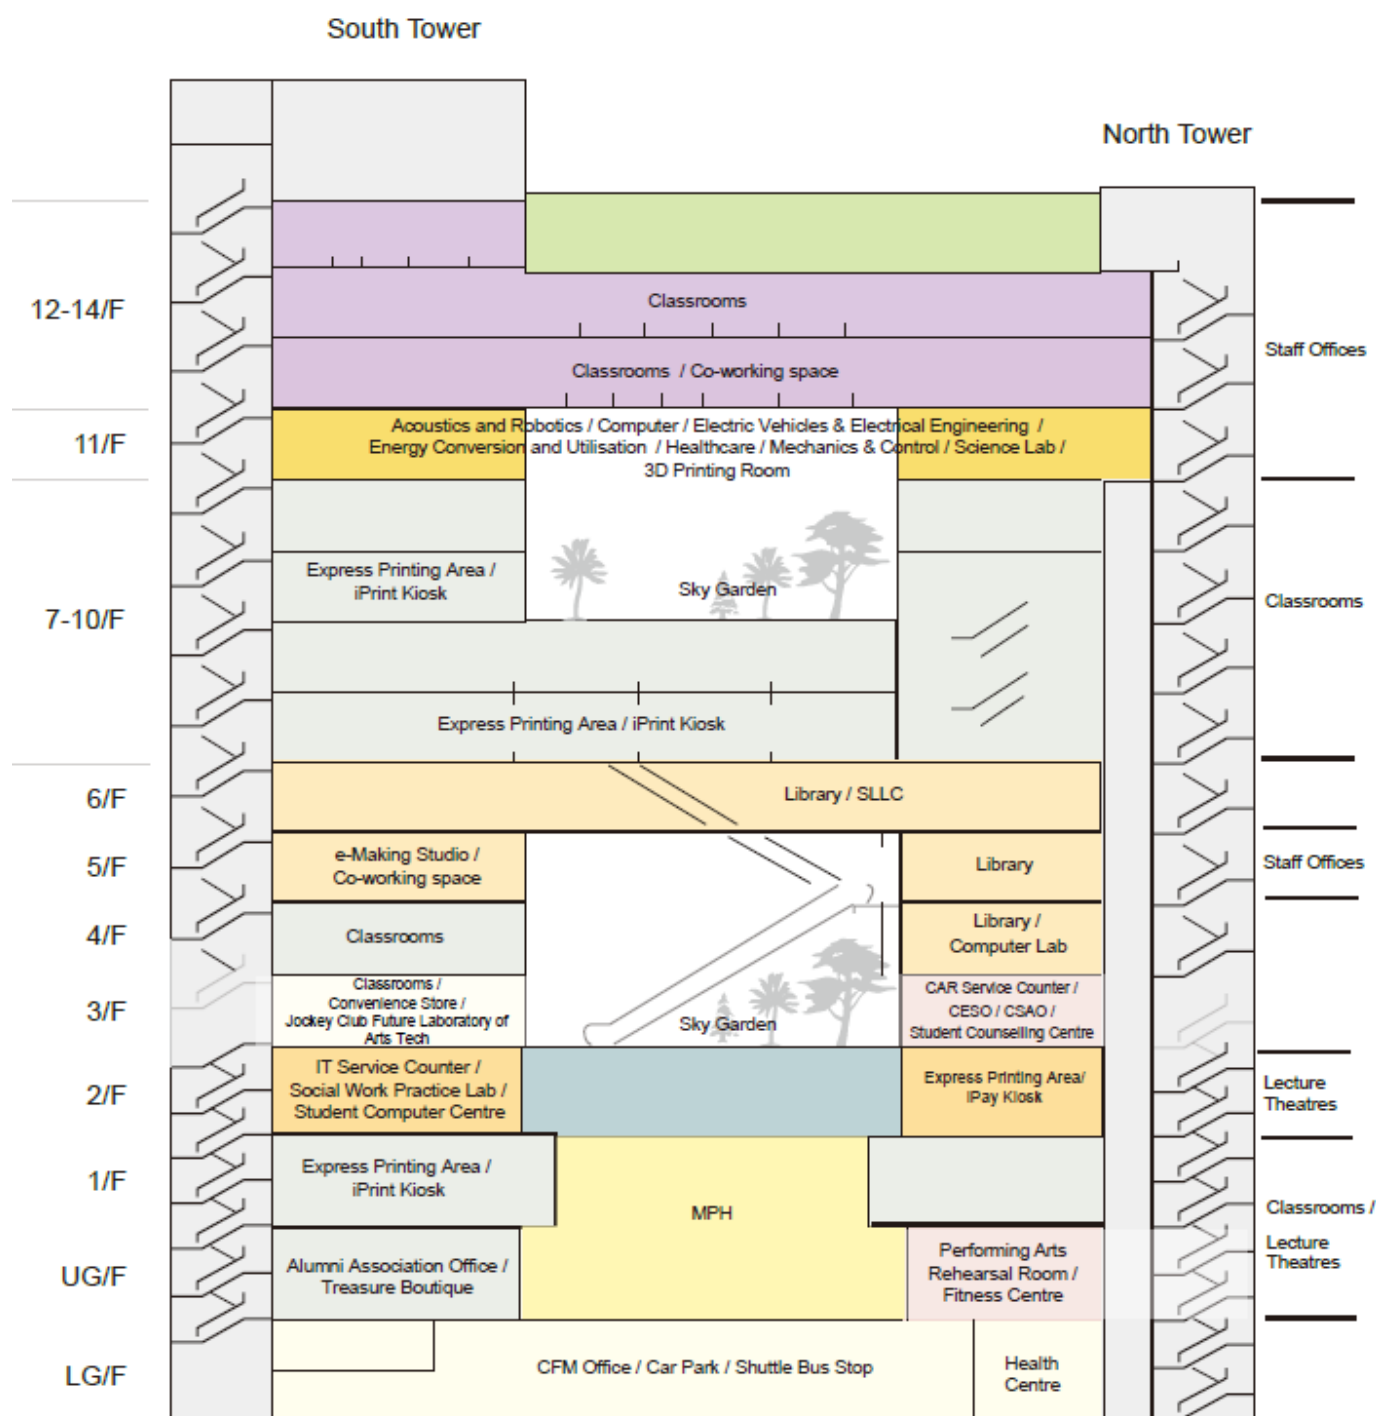 South Tower
North Tower
12-14/F
Classrooms
Classrooms / Co-working space
Staff Offices
11/F
Acoustics and Robotics / Computer / Electric Vehicles & Electrical Engineering /
Energy Conversion and Utilisation / Healthcare / Mechanics & Control / Science Lab /
3D Printing Room
7-10/F
Express Printing Area /
iPrint Kiosk
Sky Garden
Classrooms
Express Printing Area / iPrint Kiosk
6/F
Library / SLLC
5/F
e-Making Studio /
Co-working space
Library
Staff Offices
4/F
Classrooms
Library /
Computer Lab
3/F
Classrooms /
Convenience Store /
Jockey Club Future Laboratory of
Arts Tech
Sky Garden
CAR Service Counter /
CESO / CSAO /
Student Counselling Centre
2/F
IT Service Counter /
Social Work Practice Lab /
Student Computer Centre
Express Printing Area/
iPay Kiosk
Lecture
Theatres
1/F
Express Printing Area /
iPrint Kiosk
MPH
Classrooms /
Lecture
Theatres
UG/F
Alumni Association Office /
Treasure Boutique
Performing Arts
Rehearsal Room /
Fitness Centre
LG/F
CFM Office / Car Park / Shuttle Bus Stop
Health
Centre